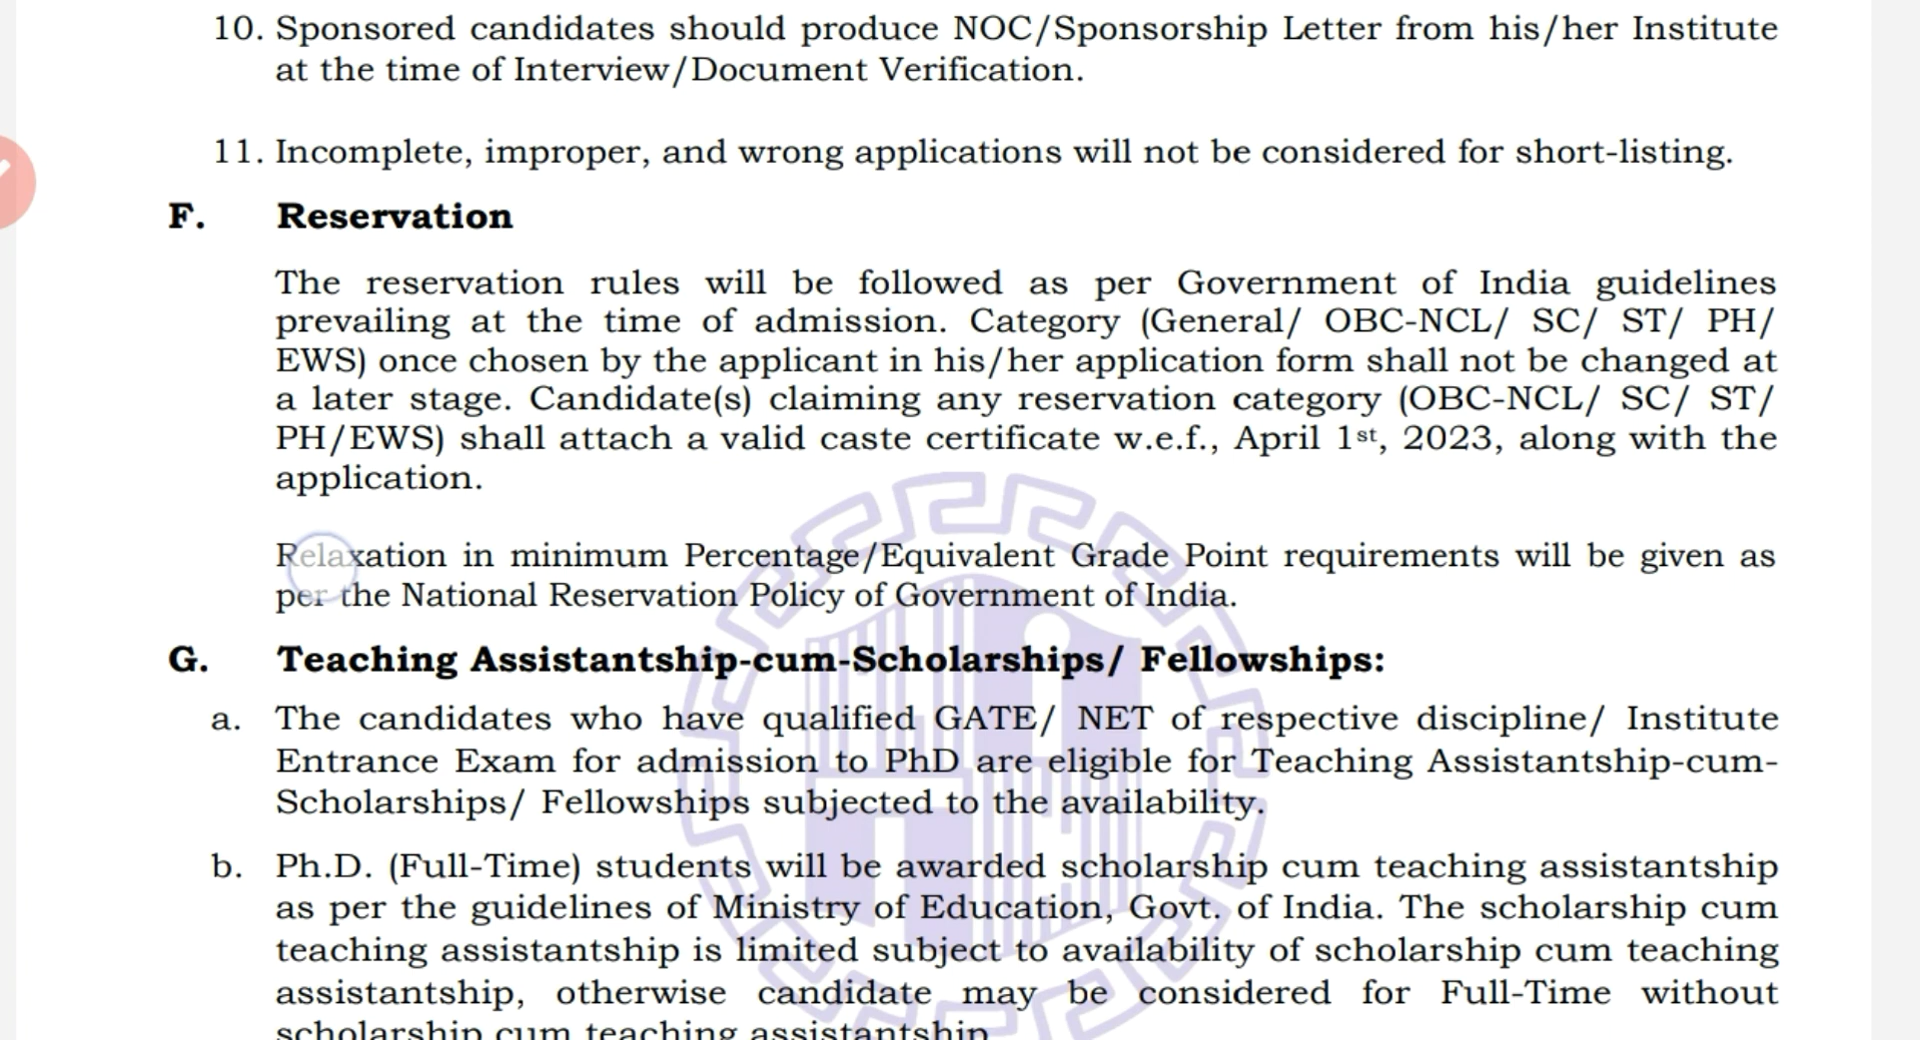 10. Sponsored candidates should produce NOC/Sponsorship Letter from his/her Institute
at the time of Interview/Document Verification.
11. Incomplete, improper, and wrong applications will not be considered for short-listing.
F. Reservation
The reservation rules will be followed as per Government of India guidelines
prevailing at the time of admission. Category (General/ OBC-NCL/ SC/ ST/ PH/
EWS) once chosen by the applicant in his/her application form shall not be changed at
a later stage. Candidate(s) claiming any reservation category (OBC-NCL/ SC/ ST/
PH/EWS) shall attach a valid caste certificate w.e.f., April 1st, 2023, along with the
application.
Relaxation in minimum Percentage/Equivalent Grade Point requirements will be given as
per the National Reservation Policy of Government of India.
G. Teaching Assistantship-cum-Scholarships/ Fellowships:
a. The candidates who have qualified GATE/ NET of respective discipline/ Institute
Entrance Exam for admission to PhD are eligible for Teaching Assistantship-cum-
Scholarships/ Fellowships subjected to the availability.
b. Ph.D. (Full-Time) students will be awarded scholarship cum teaching assistantship
as per the guidelines of Ministry of Education, Govt. of India. The scholarship cum
teaching assistantship is limited subject to availability of scholarship cum teaching
assistantship, otherwise candidate may be considered for Full-Time without
scholarship cum teaching assistantship